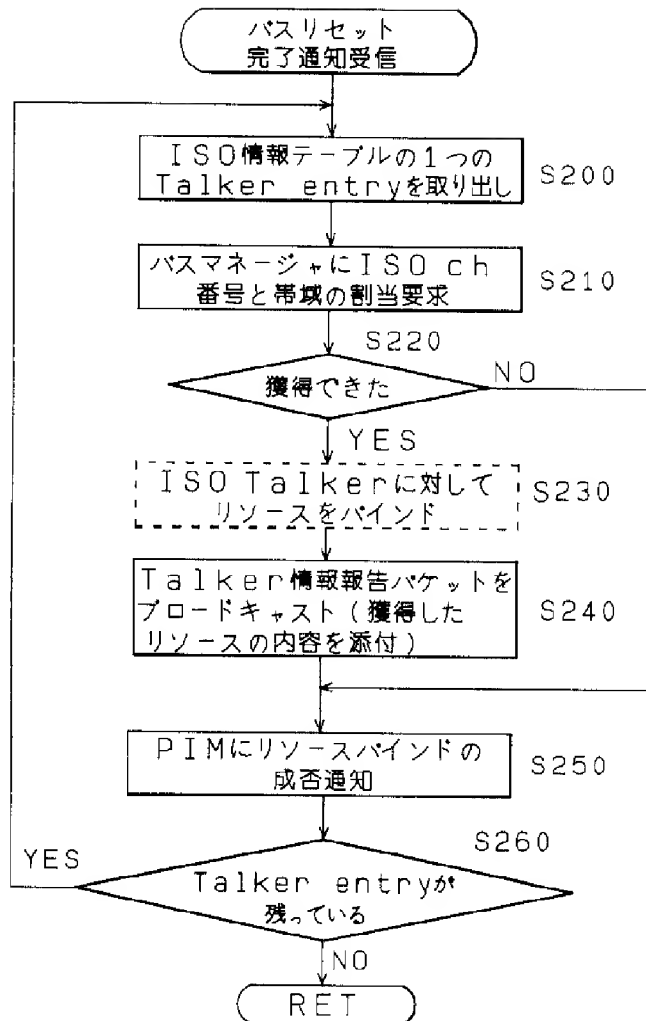 バスリセット
完了通知受信
ISO情報テーブルの1つの
Talker entryを取り出し
S200
バスマネージャにISO ch
番号と帯域の割当要求
S210
S220
獲得できた
NO
YES
ISO Talkerに対して
リソースをバインド
S230
Talker情報報告パケットを
ブロードキャスト(獲得した
リソースの内容を添付)
S240
PIMにリソースバインドの
成否通知
S250
S260
YES
Talker entryが
残っている
NO
RET